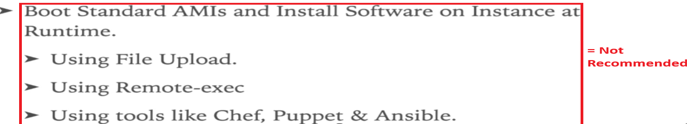 ➤ Boot Standard AMIs and Install Software on Instance at
Runtime.
➤ Using File Upload.
➤ Using Remote-exec
➤ Using tools like Chef, Puppet & Ansible.
= Not
Recommended